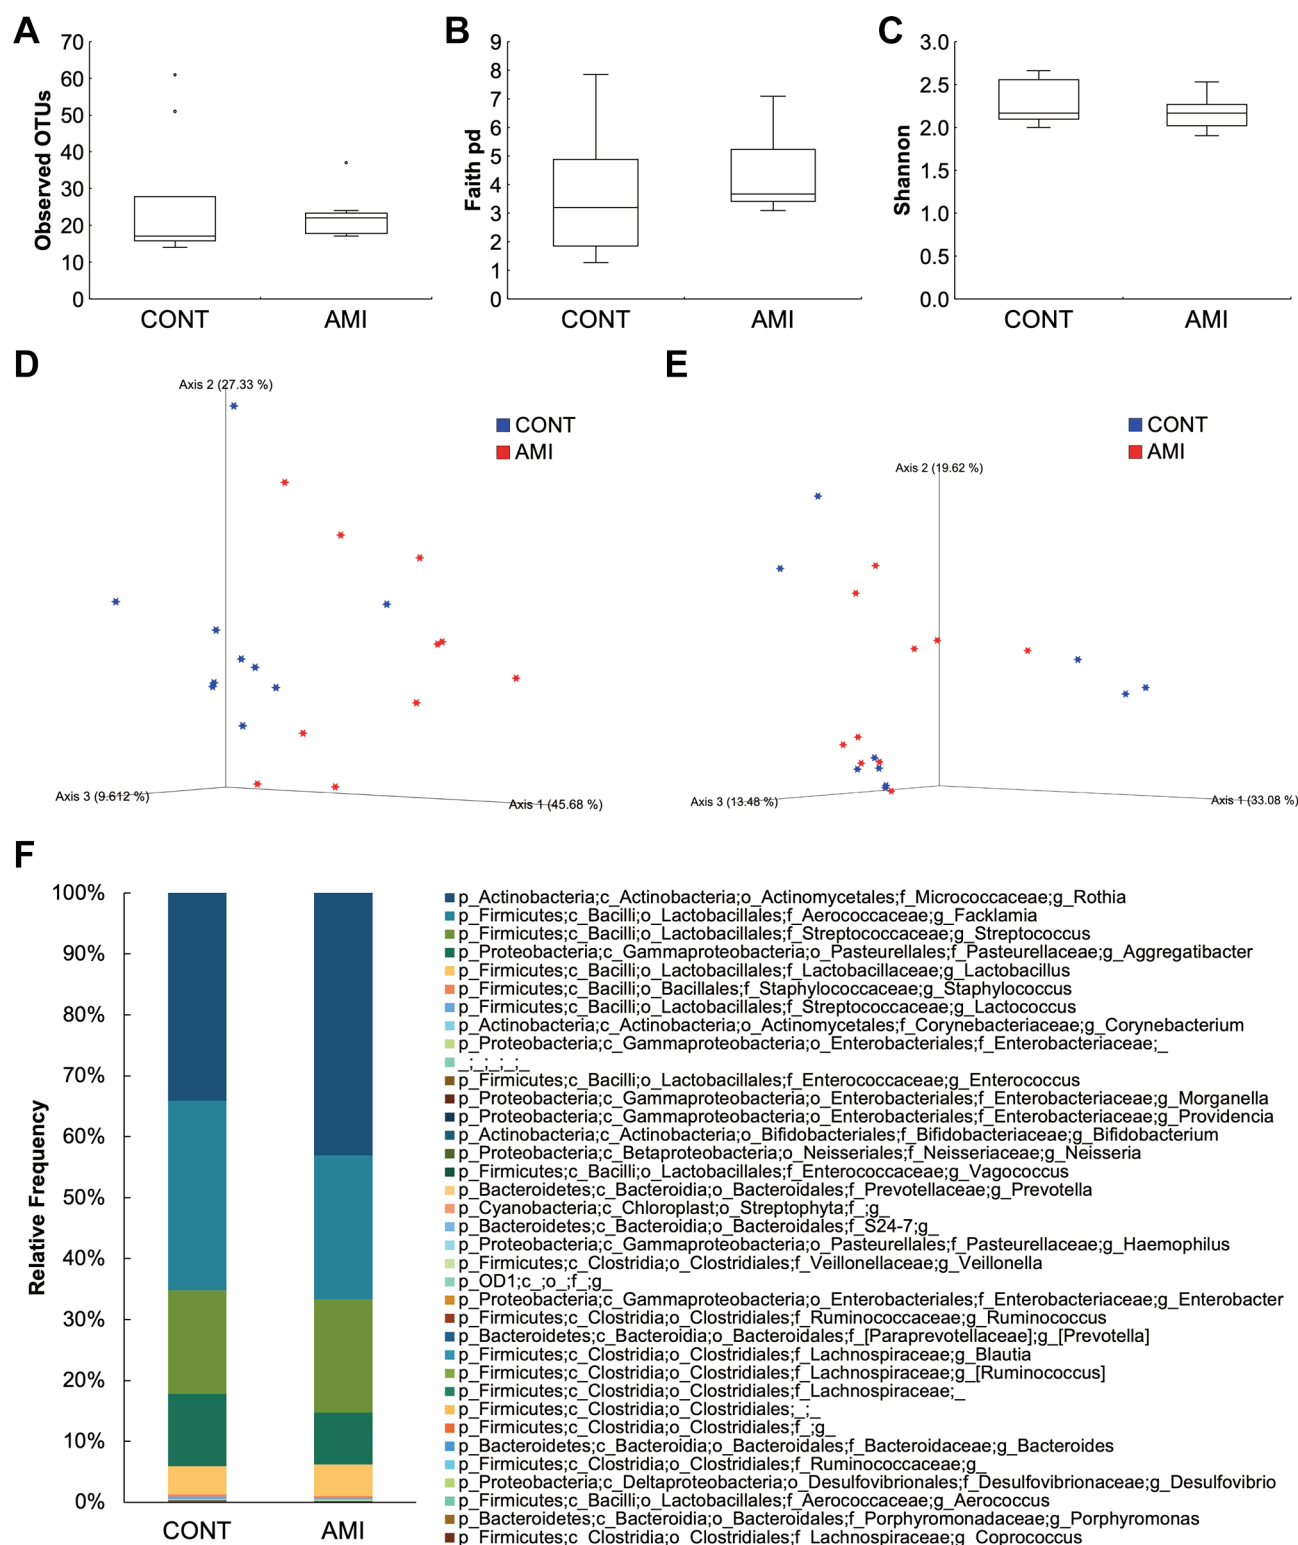 A
70
60
50
40
30
20
10
0
Observed OTUs
CONT
AMI
B
9
8
7
6
5
4
3
2
1
0
Faith pd
CONT
AMI
C
3.0
2.5
2.0
1.5
1.0
0.5
0.0
Shannon
CONT
AMI
D
Axis 2 (27.33 %)
CONT
AMI
Axis 3 (9.612 %)
Axis 1 (45.68 %)
E
CONT
AMI
Axis 2 (19.62 %)
Axis 3 (13.48 %)
Axis 1 (33.08 %)
F
100%
90%
80%
70%
60%
50%
40%
30%
20%
10%
0%
Relative Frequency
CONT
AMI
p_Actinobacteria;c_Actinobacteria;o_Actinomycetales;f_Micrococcaceae;g_Rothia
p_Firmicutes;c_Bacilli;o_Lactobacillales;f_Aerococcaceae;g_Facklamia
p_Firmicutes;c_Bacilli;o_Lactobacillales;f_Streptococcaceae;g_Streptococcus
p_Proteobacteria;c_Gammaproteobacteria;o_Pasteurellales;f_Pasteurellaceae;g_Aggregatibacter
p_Firmicutes;c_Bacilli;o_Lactobacillales;f_Lactobacillaceae;g_Lactobacillus
p_Firmicutes;c_Bacilli;o_Bacillales;f_Staphylococcaceae;g_Staphylococcus
p_Firmicutes;c_Bacilli;o_Lactobacillales;f_Streptococcaceae;g_Lactococcus
p_Actinobacteria;c_Actinobacteria;o_Actinomycetales;f_Corynebacteriaceae;g_Corynebacterium
p_Proteobacteria;c_Gammaproteobacteria;o_Enterobacteriales;f_Enterobacteriaceae;_
_;_;_;_;_
p_Firmicutes;c_Bacilli;o_Lactobacillales;f_Enterococcaceae;g_Enterococcus
p_Proteobacteria;c_Gammaproteobacteria;o_Enterobacteriales;f_Enterobacteriaceae;g_Morganella
p_Proteobacteria;c_Gammaproteobacteria;o_Enterobacteriales;f_Enterobacteriaceae;g_Providencia
p_Actinobacteria;c_Actinobacteria;o_Bifidobacteriales;f_Bifidobacteriaceae;g_Bifidobacterium
p_Proteobacteria;c_Betaproteobacteria;o_Neisseriales;f_Neisseriaceae;g_Neisseria
p_Firmicutes;c_Bacilli;o_Lactobacillales;f_Enterococcaceae;g_Vagococcus
p_Bacteroidetes;c_Bacteroidia;o_Bacteroidales;f_Prevotellaceae;g_Prevotella
p_Cyanobacteria;c_Chloroplast;o_Streptophyta;f_;g_
p_Bacteroidetes;c_Bacteroidia;o_Bacteroidales;f_S24-7;g_
p_Proteobacteria;c_Gammaproteobacteria;o_Pasteurellales;f_Pasteurellaceae;g_Haemophilus
p_Firmicutes;c_Clostridia;o_Clostridiales;f_Veillonellaceae;g_Veillonella
p_OD1;c_;o_;f_;g_
p_Proteobacteria;c_Gammaproteobacteria;o_Enterobacteriales;f_Enterobacteriaceae;g_Enterobacter
p_Firmicutes;c_Clostridia;o_Clostridiales;f_Ruminococcaceae;g_Ruminococcus
p_Bacteroidetes;c_Bacteroidia;o_Bacteroidales;f_[Paraprevotellaceae];g_[Prevotella]
p_Firmicutes;c_Clostridia;o_Clostridiales;f_Lachnospiraceae;g_Blautia
p_Firmicutes;c_Clostridia;o_Clostridiales;f_Lachnospiraceae;g_[Ruminococcus]
p_Firmicutes;c_Clostridia;o_Clostridiales;f_Lachnospiraceae;_
p_Firmicutes;c_Clostridia;o_Clostridiales;_;_
p_Firmicutes;c_Clostridia;o_Clostridiales;f_;g_
p_Bacteroidetes;c_Bacteroidia;o_Bacteroidales;f_Bacteroidaceae;g_Bacteroides
p_Firmicutes;c_Clostridia;o_Clostridiales;f_Ruminococcaceae;g_
p_Proteobacteria;c_Deltaproteobacteria;o_Desulfovibrionales;f_Desulfovibrionaceae;g_Desulfovibrio
p_Firmicutes;c_Bacilli;o_Lactobacillales;f_Aerococcaceae;g_Aerococcus
p_Bacteroidetes;c_Bacteroidia;o_Bacteroidales;f_Porphyromonadaceae;g_Porphyromonas
p_Firmicutes;c_Clostridia;o_Clostridiales;f_Lachnospiraceae;g_Coprococcus